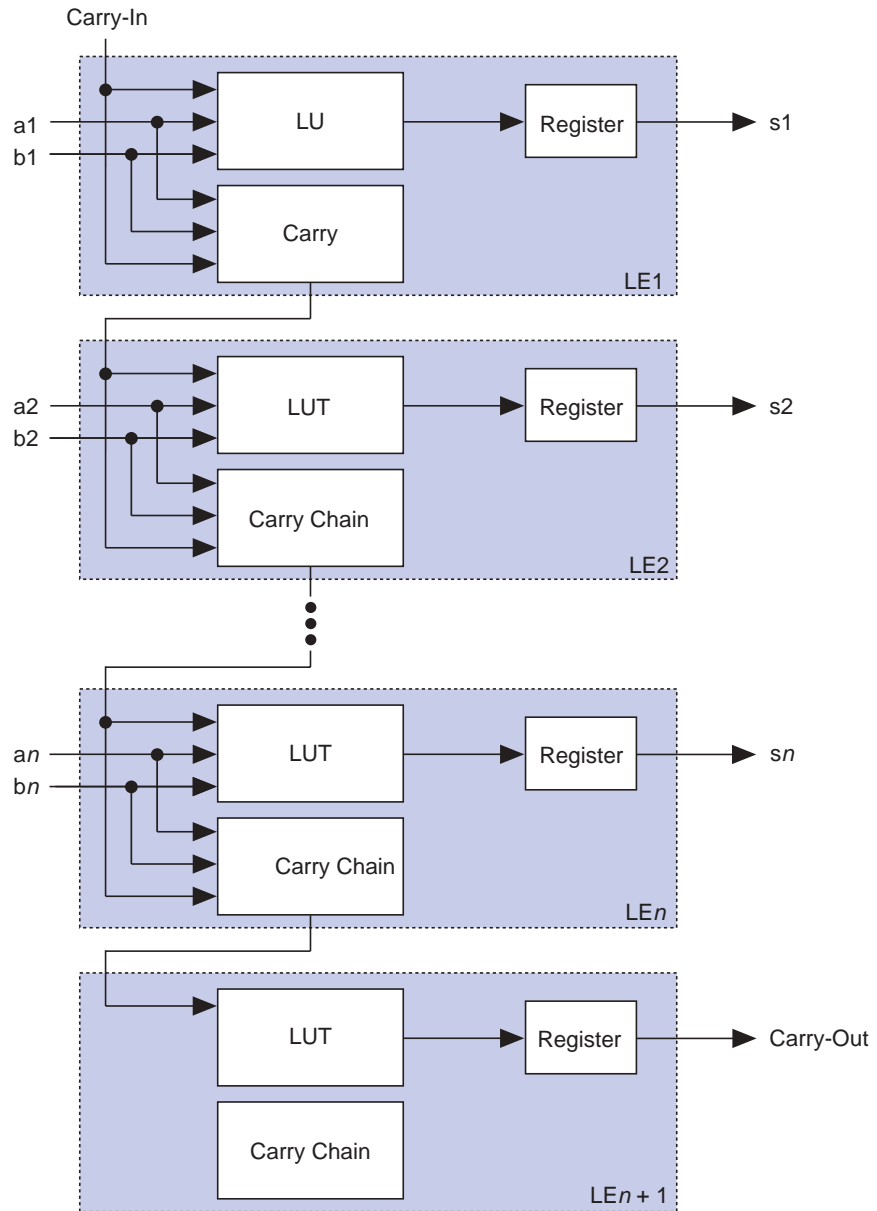 Carry-In
a1
b1
LU
Register
s1
Carry
LE1
a2
b2
LUT
Register
s2
Carry Chain
LE2
an
bn
LUT
Register
sn
Carry Chain
LEn
LUT
Register
Carry-Out
Carry Chain
LEn + 1